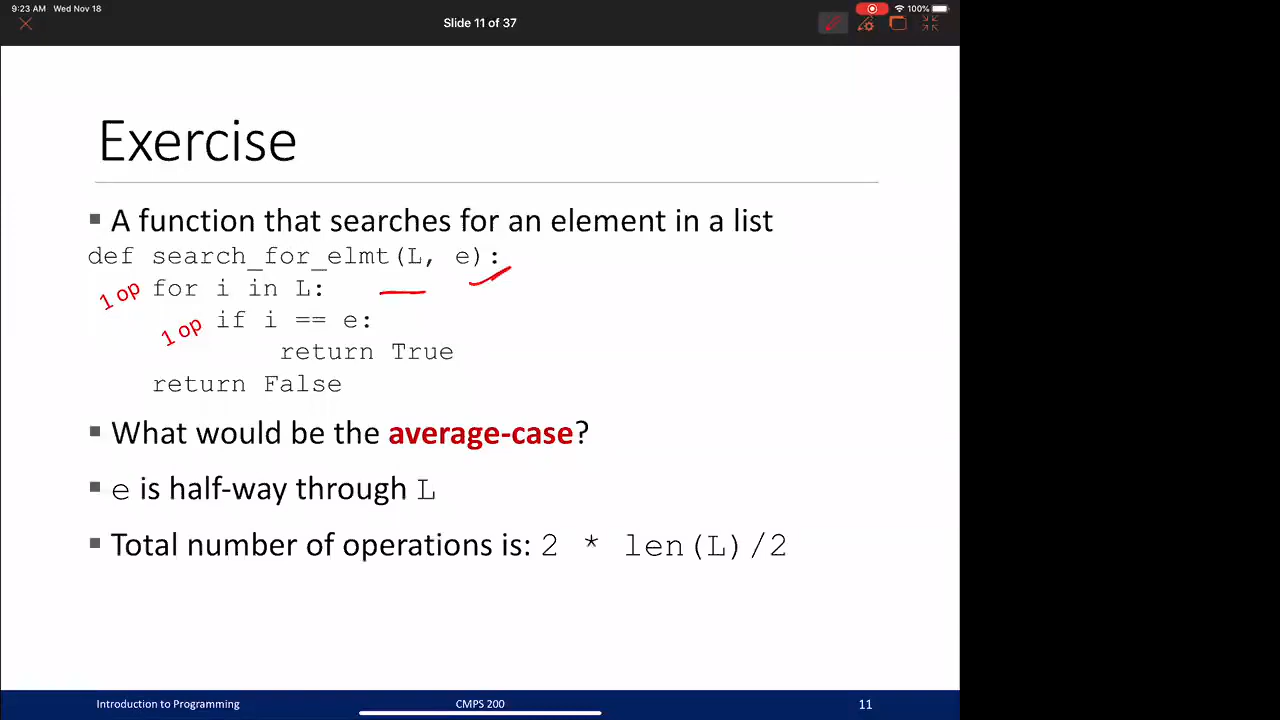 9:23 AM Wed Nov 18
100%
Slide 11 of 37
Exercise
▪ A function that searches for an element in a list
def search_for_elmt(L, e):
1 op for i in L:
1 op if i == e:
return True
return False
▪ What would be the average-case?
▪ e is half-way through L
▪ Total number of operations is: 2 * len(L)/2
Introduction to Programming CMPS 200 11